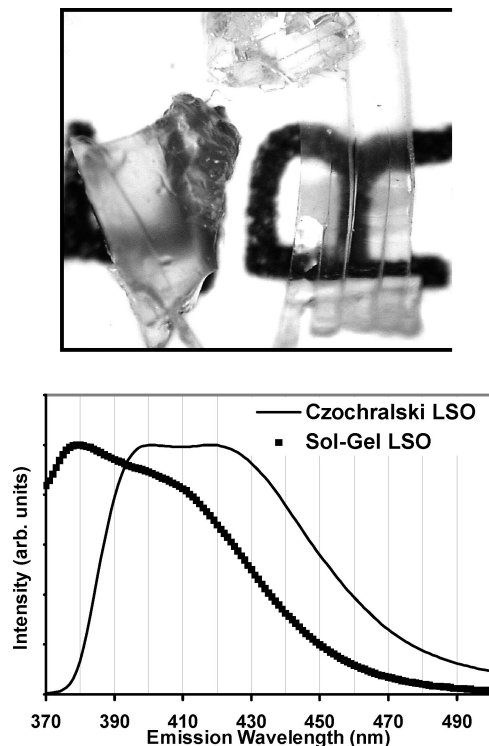 Czochralski LSO
Sol-Gel LSO
Intensity (arb. units)
370 390 410 430 450 470 490
Emission Wavelength (nm)